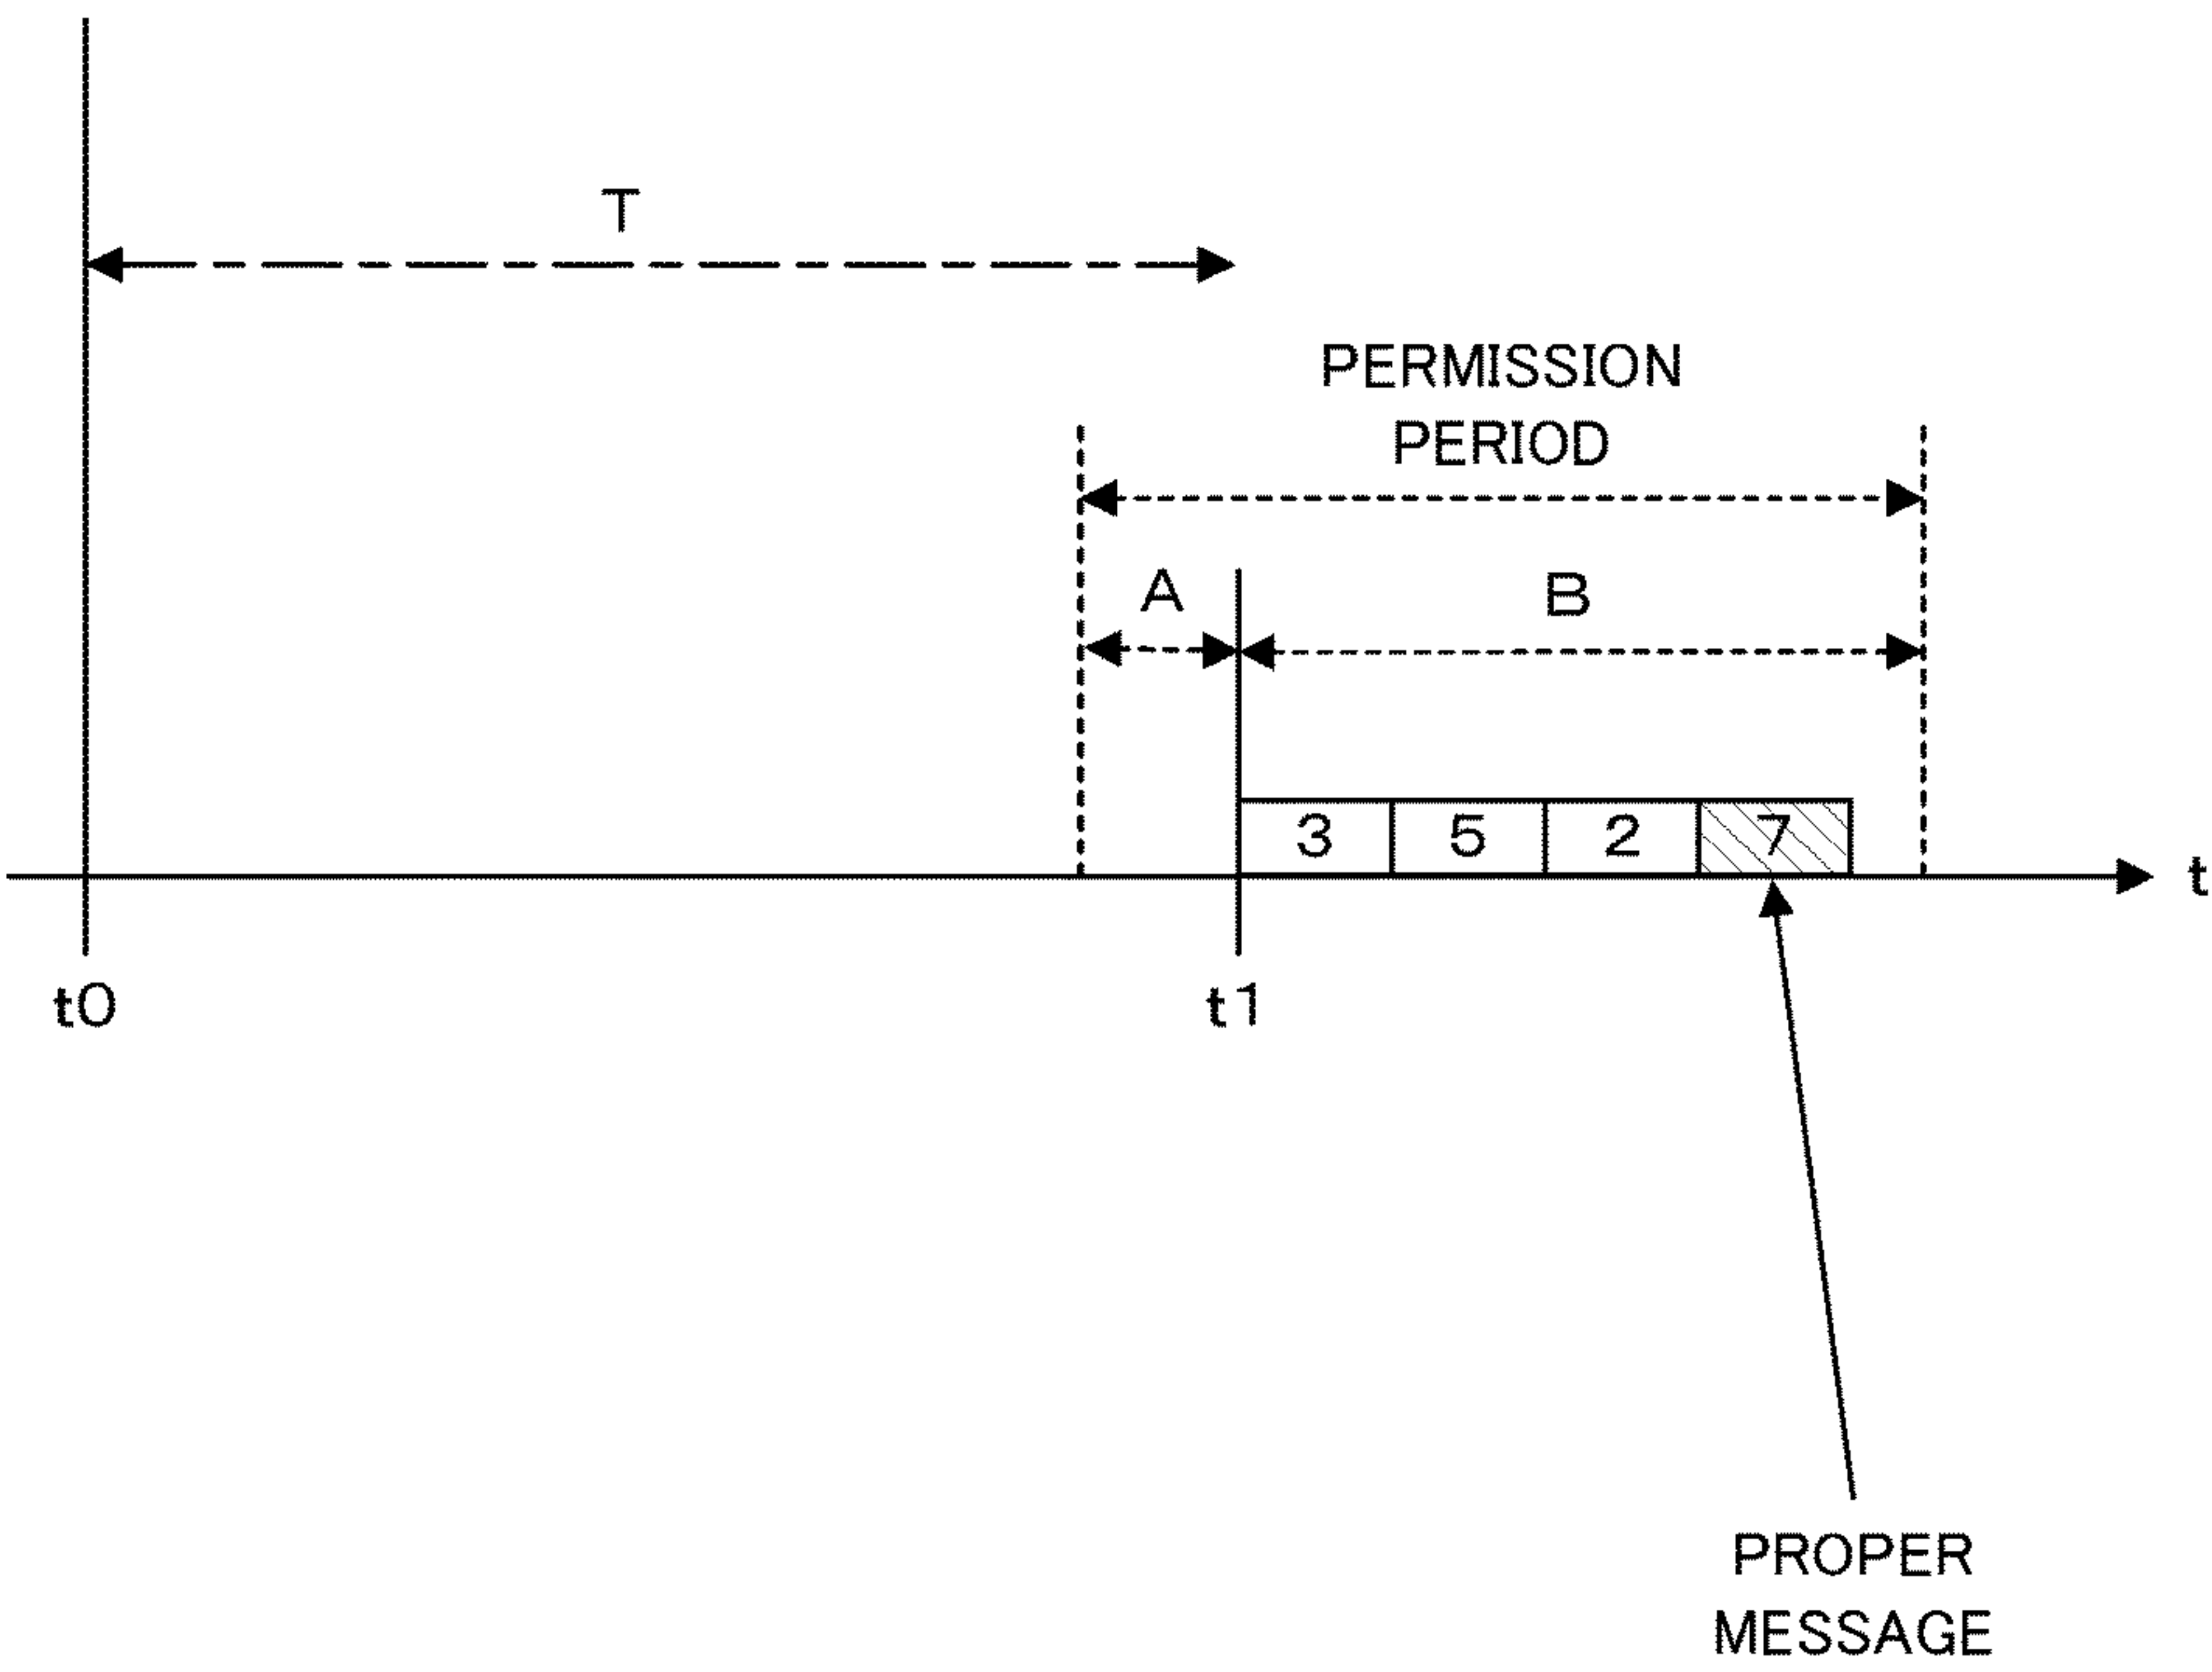 T
PERMISSION
PERIOD
A
B
3 5 2 7
t
t0
t1
PROPER
MESSAGE